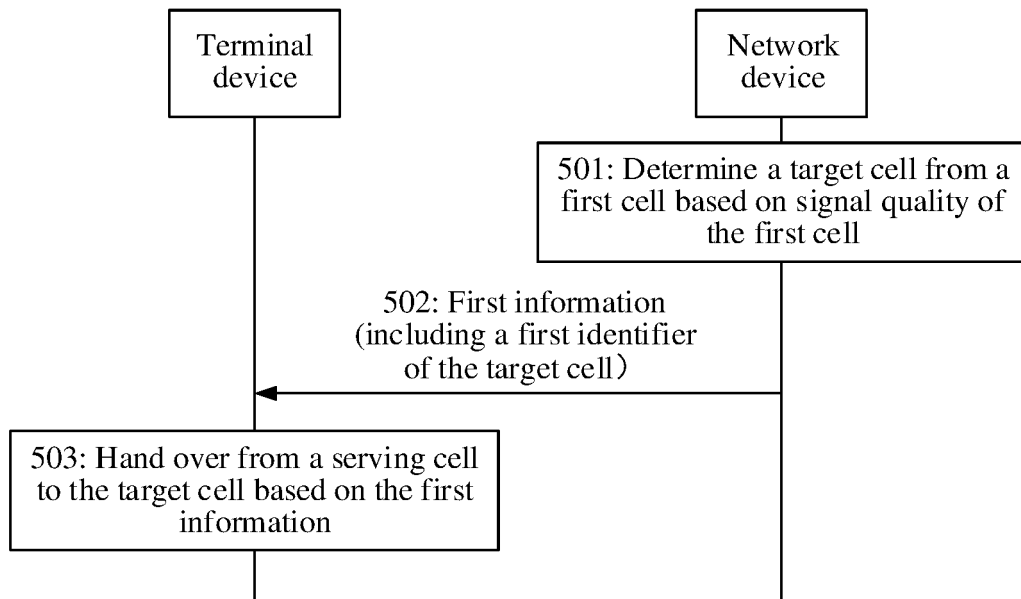 Terminal
device
Network
device
501: Determine a target cell from a
first cell based on signal quality of
the first cell
502: First information
(including a first identifier
of the target cell）
503: Hand over from a serving cell
to the target cell based on the first
information